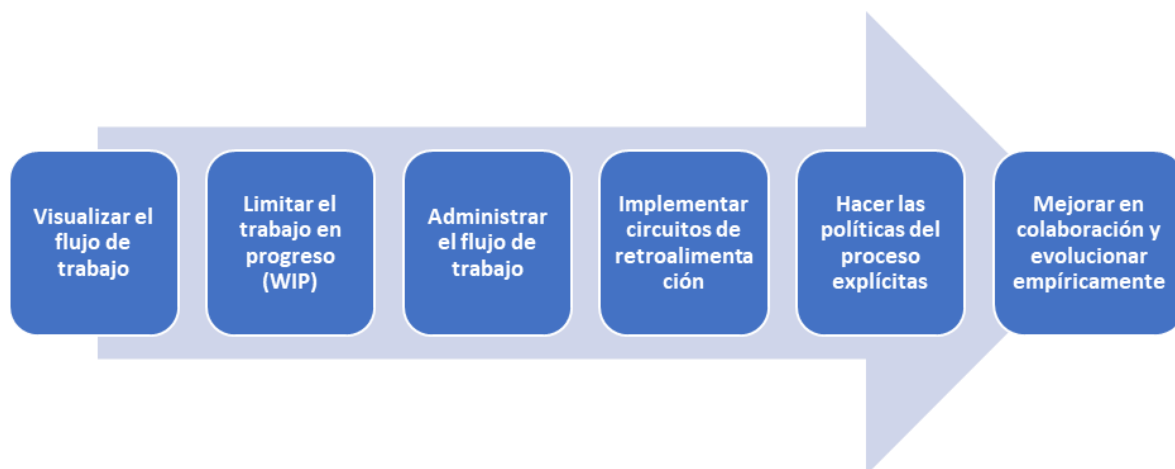 Visualizar el
flujo de
trabajo
Limitar el
trabajo en
progreso
(WIP)
Administrar
el flujo de
trabajo
Implementar
circuitos de
retroalimenta
ción
Hacer las
políticas del
proceso
explícitas
Mejorar en
colaboración y
evolucionar
empíricamente